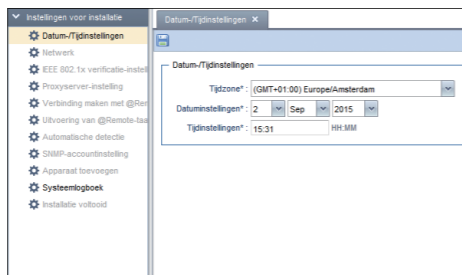 Instellingen voor installatie
Datum-/Tijdinstellingen
Netwerk
IEEE 802.1x verificatie-instell
Proxyserver-instelling
Verbinding maken met @Rem
Uitvoering van @Remote-taa
Automatische detectie
SNMP-accountinstelling
Apparaat toevoegen
Systeemlogboek
Installatie voltooid
Datum-/Tijdinstellingen ×
Datum-/Tijdinstellingen
Tijdzone* : (GMT+01:00) Europe/Amsterdam
Datuminstellingen* : 2 Sep 2015
Tijdinstellingen* : 15:31 HH:MM